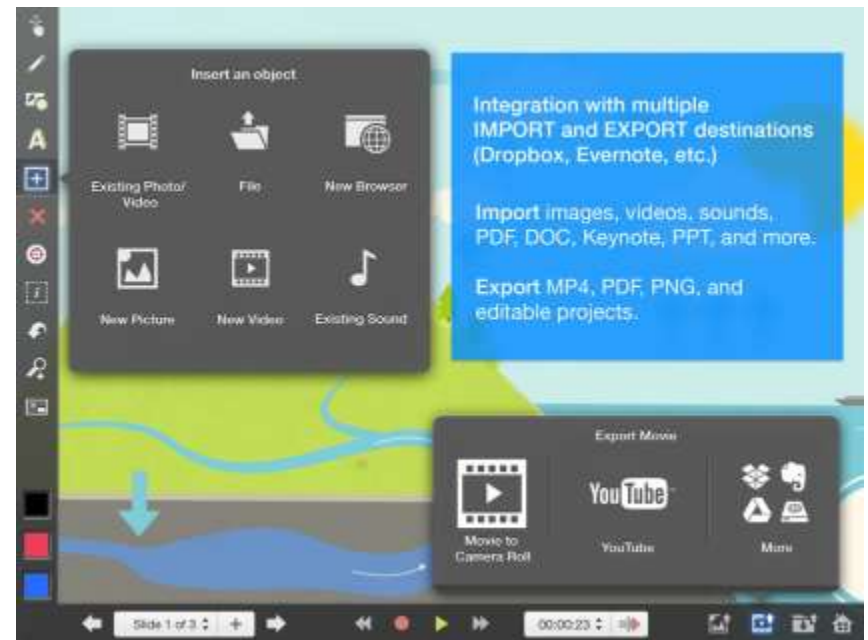 Insert an object
Existing Photo/
Video
File
New Browser
New Picture
New Video
Existing Sound
A
Integration with multiple
IMPORT and EXPORT destinations
(Dropbox, Evernote, etc.)
Import images, videos, sounds,
PDF, DOC, Keynote, PPT, and more.
Export MP4, PDF, PNG, and
editable projects.
Export Movie
Movie to
Camera Roll
YouTube
YouTube
More
Slide 1 of 3
00:00:23